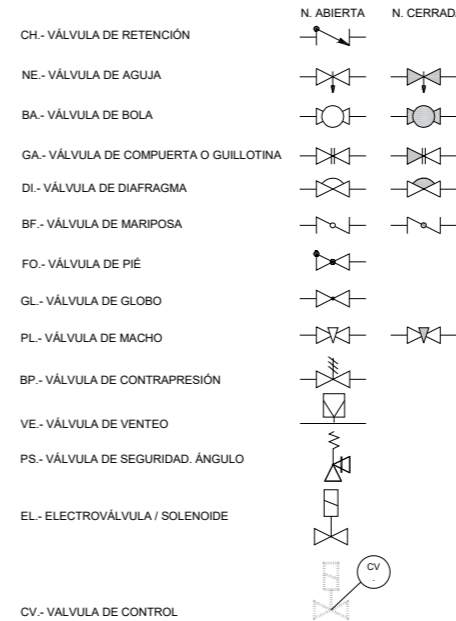 N. ABIERTA N. CERRADA
CH.- VÁLVULA DE RETENCIÓN
NE.- VÁLVULA DE AGUJA
BA.- VÁLVULA DE BOLA
GA.- VÁLVULA DE COMPUERTA O GUILLOTINA
DI.- VÁLVULA DE DIAFRAGMA
BF.- VÁLVULA DE MARIPOSA
FO.- VÁLVULA DE PIÉ
GL.- VÁLVULA DE GLOBO
PL.- VÁLVULA DE MACHO
BP.- VÁLVULA DE CONTRAPRESIÓN
VE.- VÁLVULA DE VENTEO
PS.- VÁLVULA DE SEGURIDAD. ÁNGULO
EL.- ELECTROVÁLVULA / SOLENOIDE
CV
-
CV.- VALVULA DE CONTROL